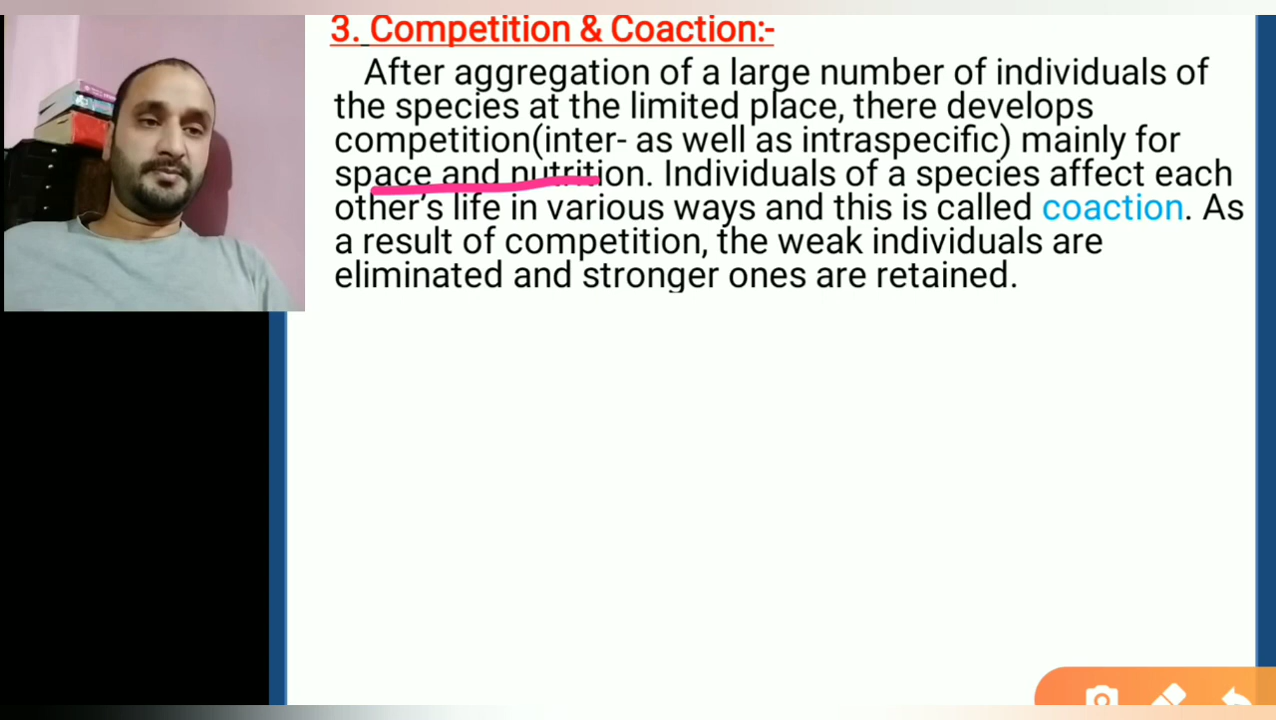 3. Competition & Coaction:-
After aggregation of a large number of individuals of
the species at the limited place, there develops
competition(inter- as well as intraspecific) mainly for
space and nutrition. Individuals of a species affect each
other's life in various ways and this is called coaction. As
a result of competition, the weak individuals are
eliminated and stronger ones are retained.